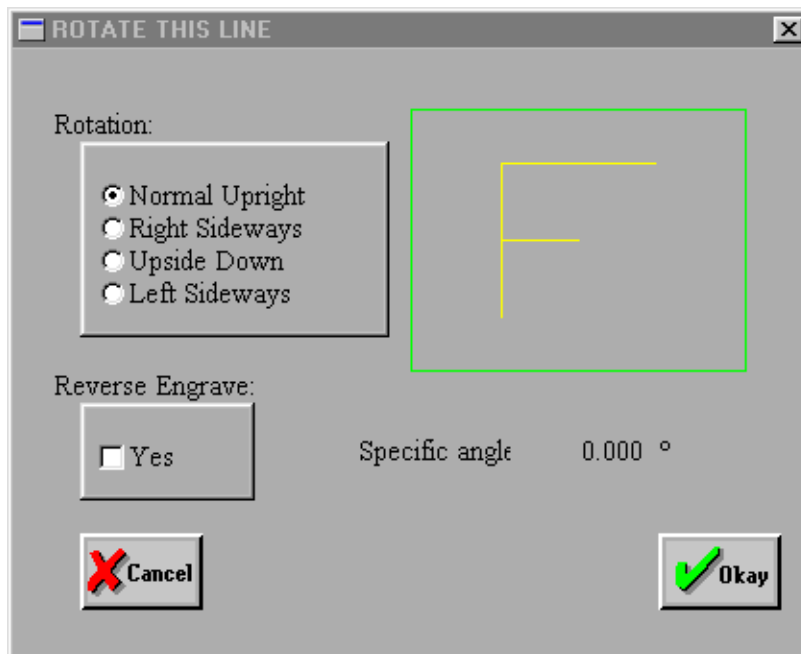 ROTATE THIS LINE
Rotation:
Normal Upright
Right Sideways
Upside Down
Left Sideways
F
Reverse Engrave:
Yes
Specific angle 0.000 °
Cancel
Okay